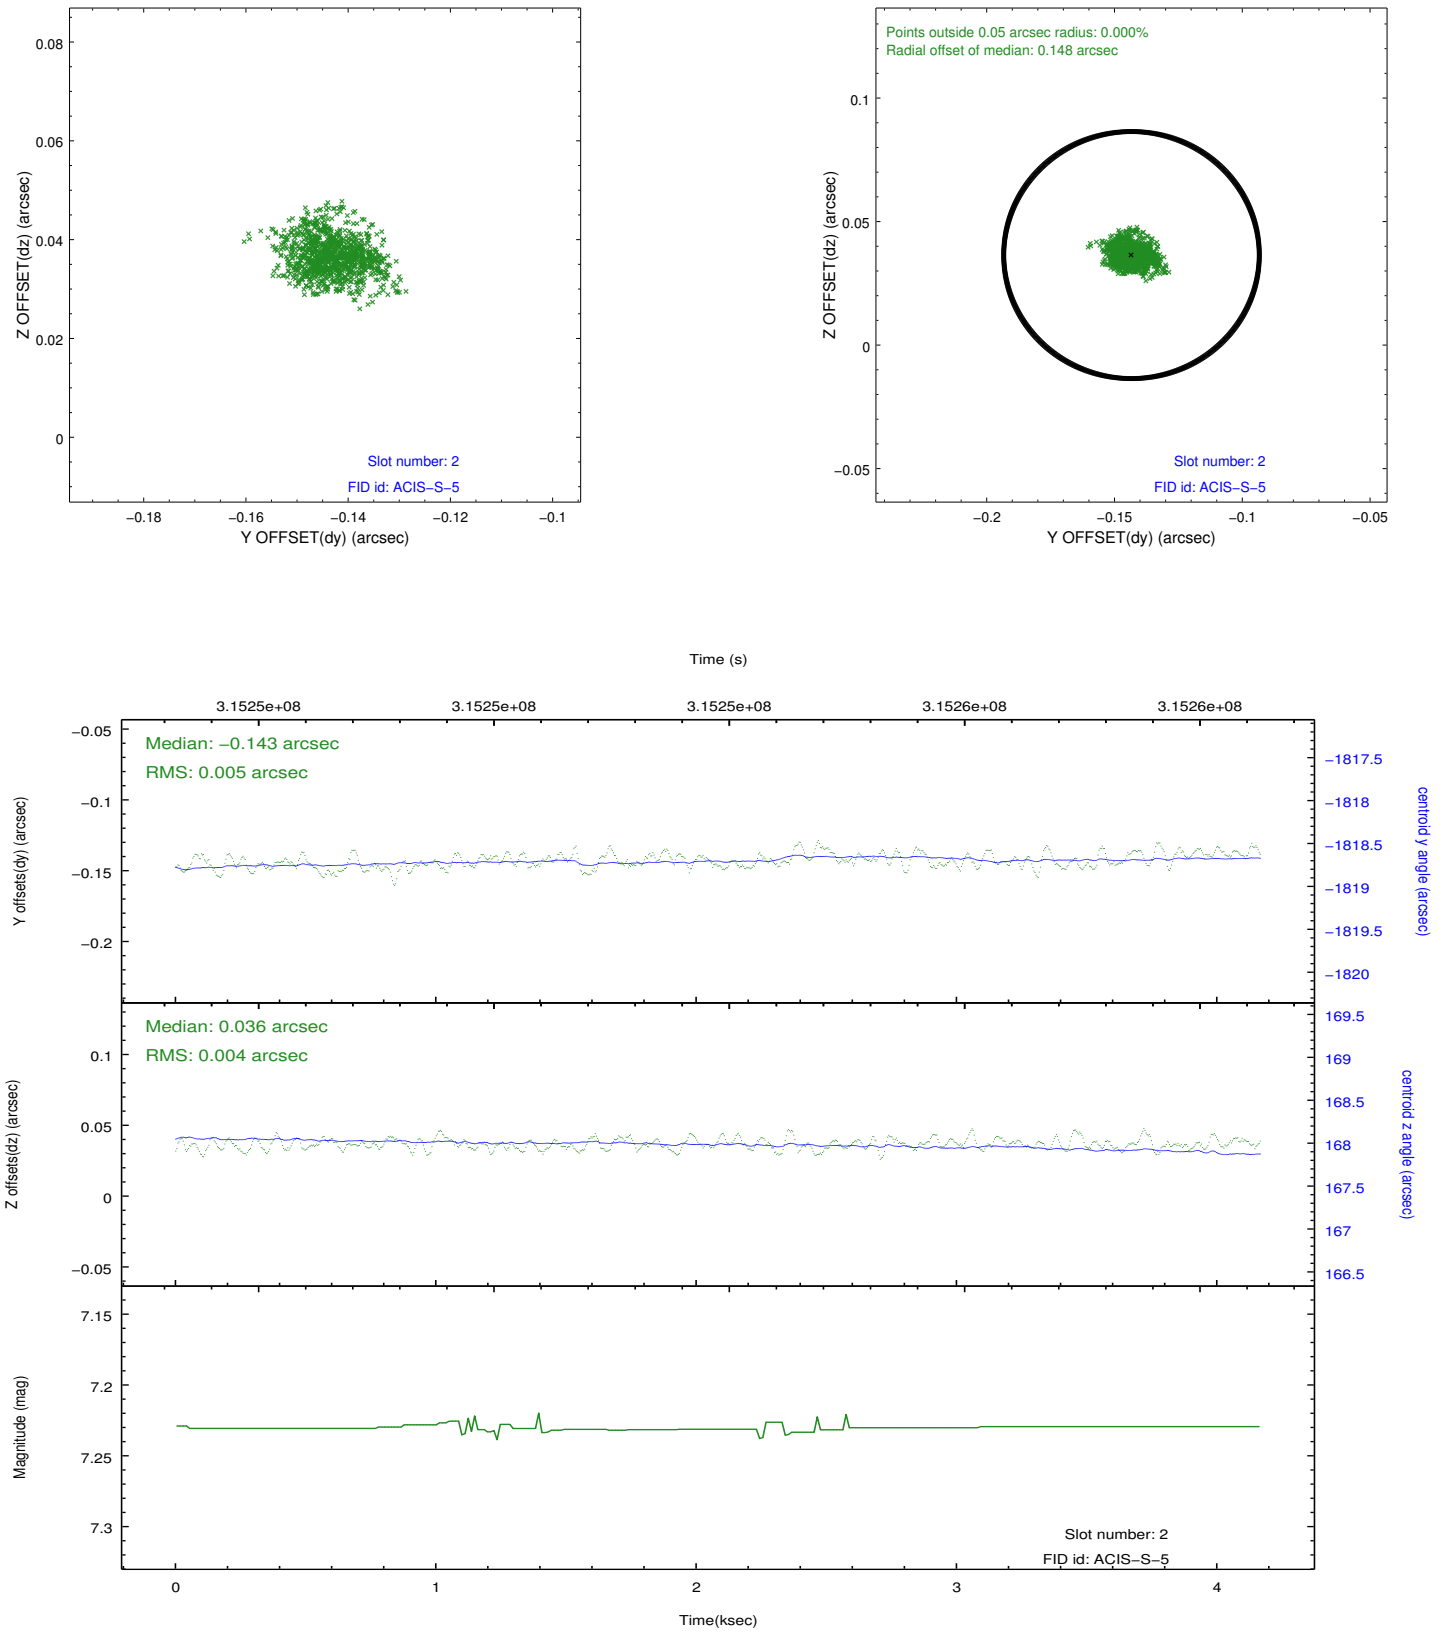 0.08
0.06
0.04
0.02
0
Z OFFSET(dz) (arcsec)
Slot number: 2
FID id: ACIS−S−5
−0.18
−0.16
−0.14
−0.12
−0.1
Y OFFSET(dy) (arcsec)
Points outside 0.05 arcsec radius: 0.000%
Radial offset of median: 0.148 arcsec
0.1
0.05
0
−0.05
Z OFFSET(dz) (arcsec)
Slot number: 2
FID id: ACIS−S−5
−0.2
−0.15
−0.1
−0.05
Y OFFSET(dy) (arcsec)
Time (s)
3.1525e+08
3.1525e+08
3.1525e+08
3.1526e+08
3.1526e+08
Median: −0.143 arcsec
RMS: 0.005 arcsec
−0.05
−0.1
−0.15
−0.2
Y offsets(dy) (arcsec)
−1817.5
−1818
−1818.5
−1819
−1819.5
−1820
centroid y angle (arcsec)
Median: 0.036 arcsec
RMS: 0.004 arcsec
0.1
0.05
0
−0.05
Z offsets(dz) (arcsec)
169.5
169
168.5
168
167.5
167
166.5
centroid z angle (arcsec)
7.15
7.2
7.25
7.3
Magnitude (mag)
Slot number: 2
FID id: ACIS−S−5
0
1
2
3
4
Time(ksec)